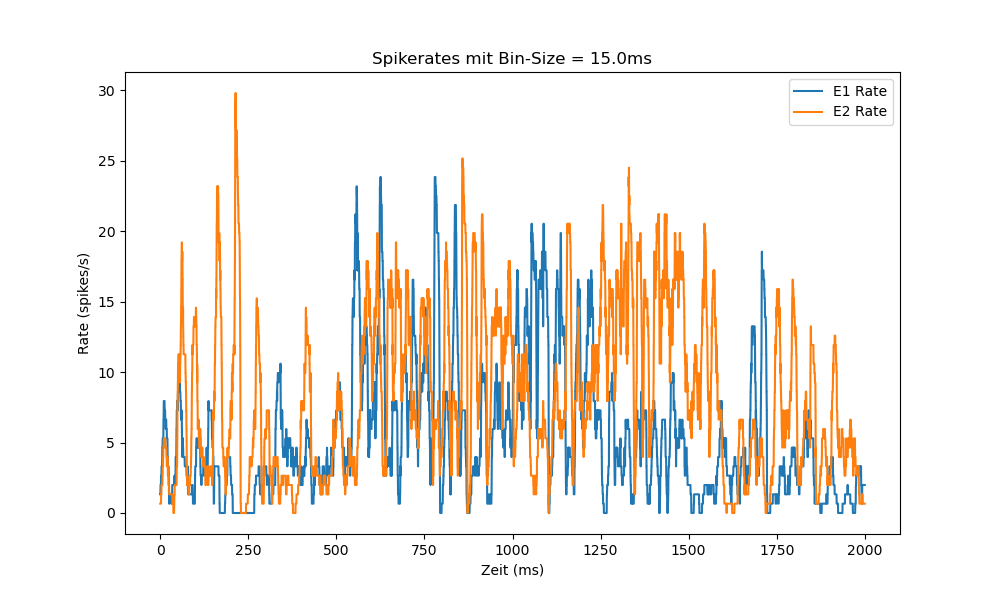 Spikerates mit Bin-Size = 15.0ms
E1 Rate
E2 Rate
30
25
20
15
10
5
0
Rate (spikes/s)
0 250 500 750 1000 1250 1500 1750 2000
Zeit (ms)